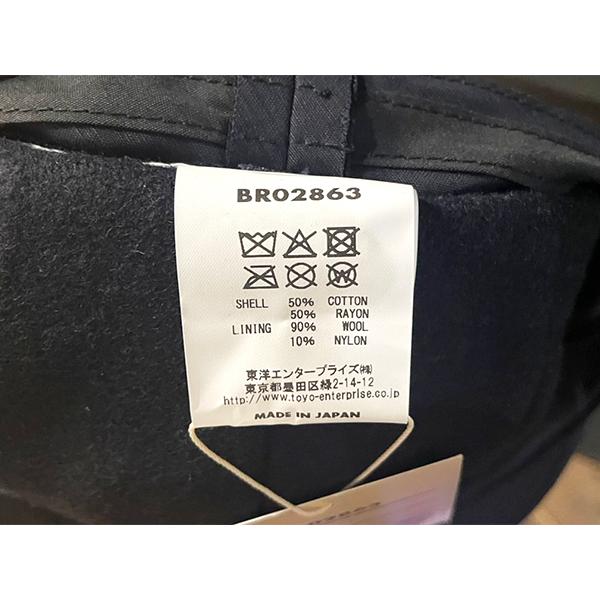 BR02863
SHELL 50% COTTON
50% RAYON
LINING 90% WOOL
10% NYLON
東洋エンタープライズ㈱
東京都墨田区緑2-14-12
http://www.toyo-enterprise.co.jp
MADE IN JAPAN
02863